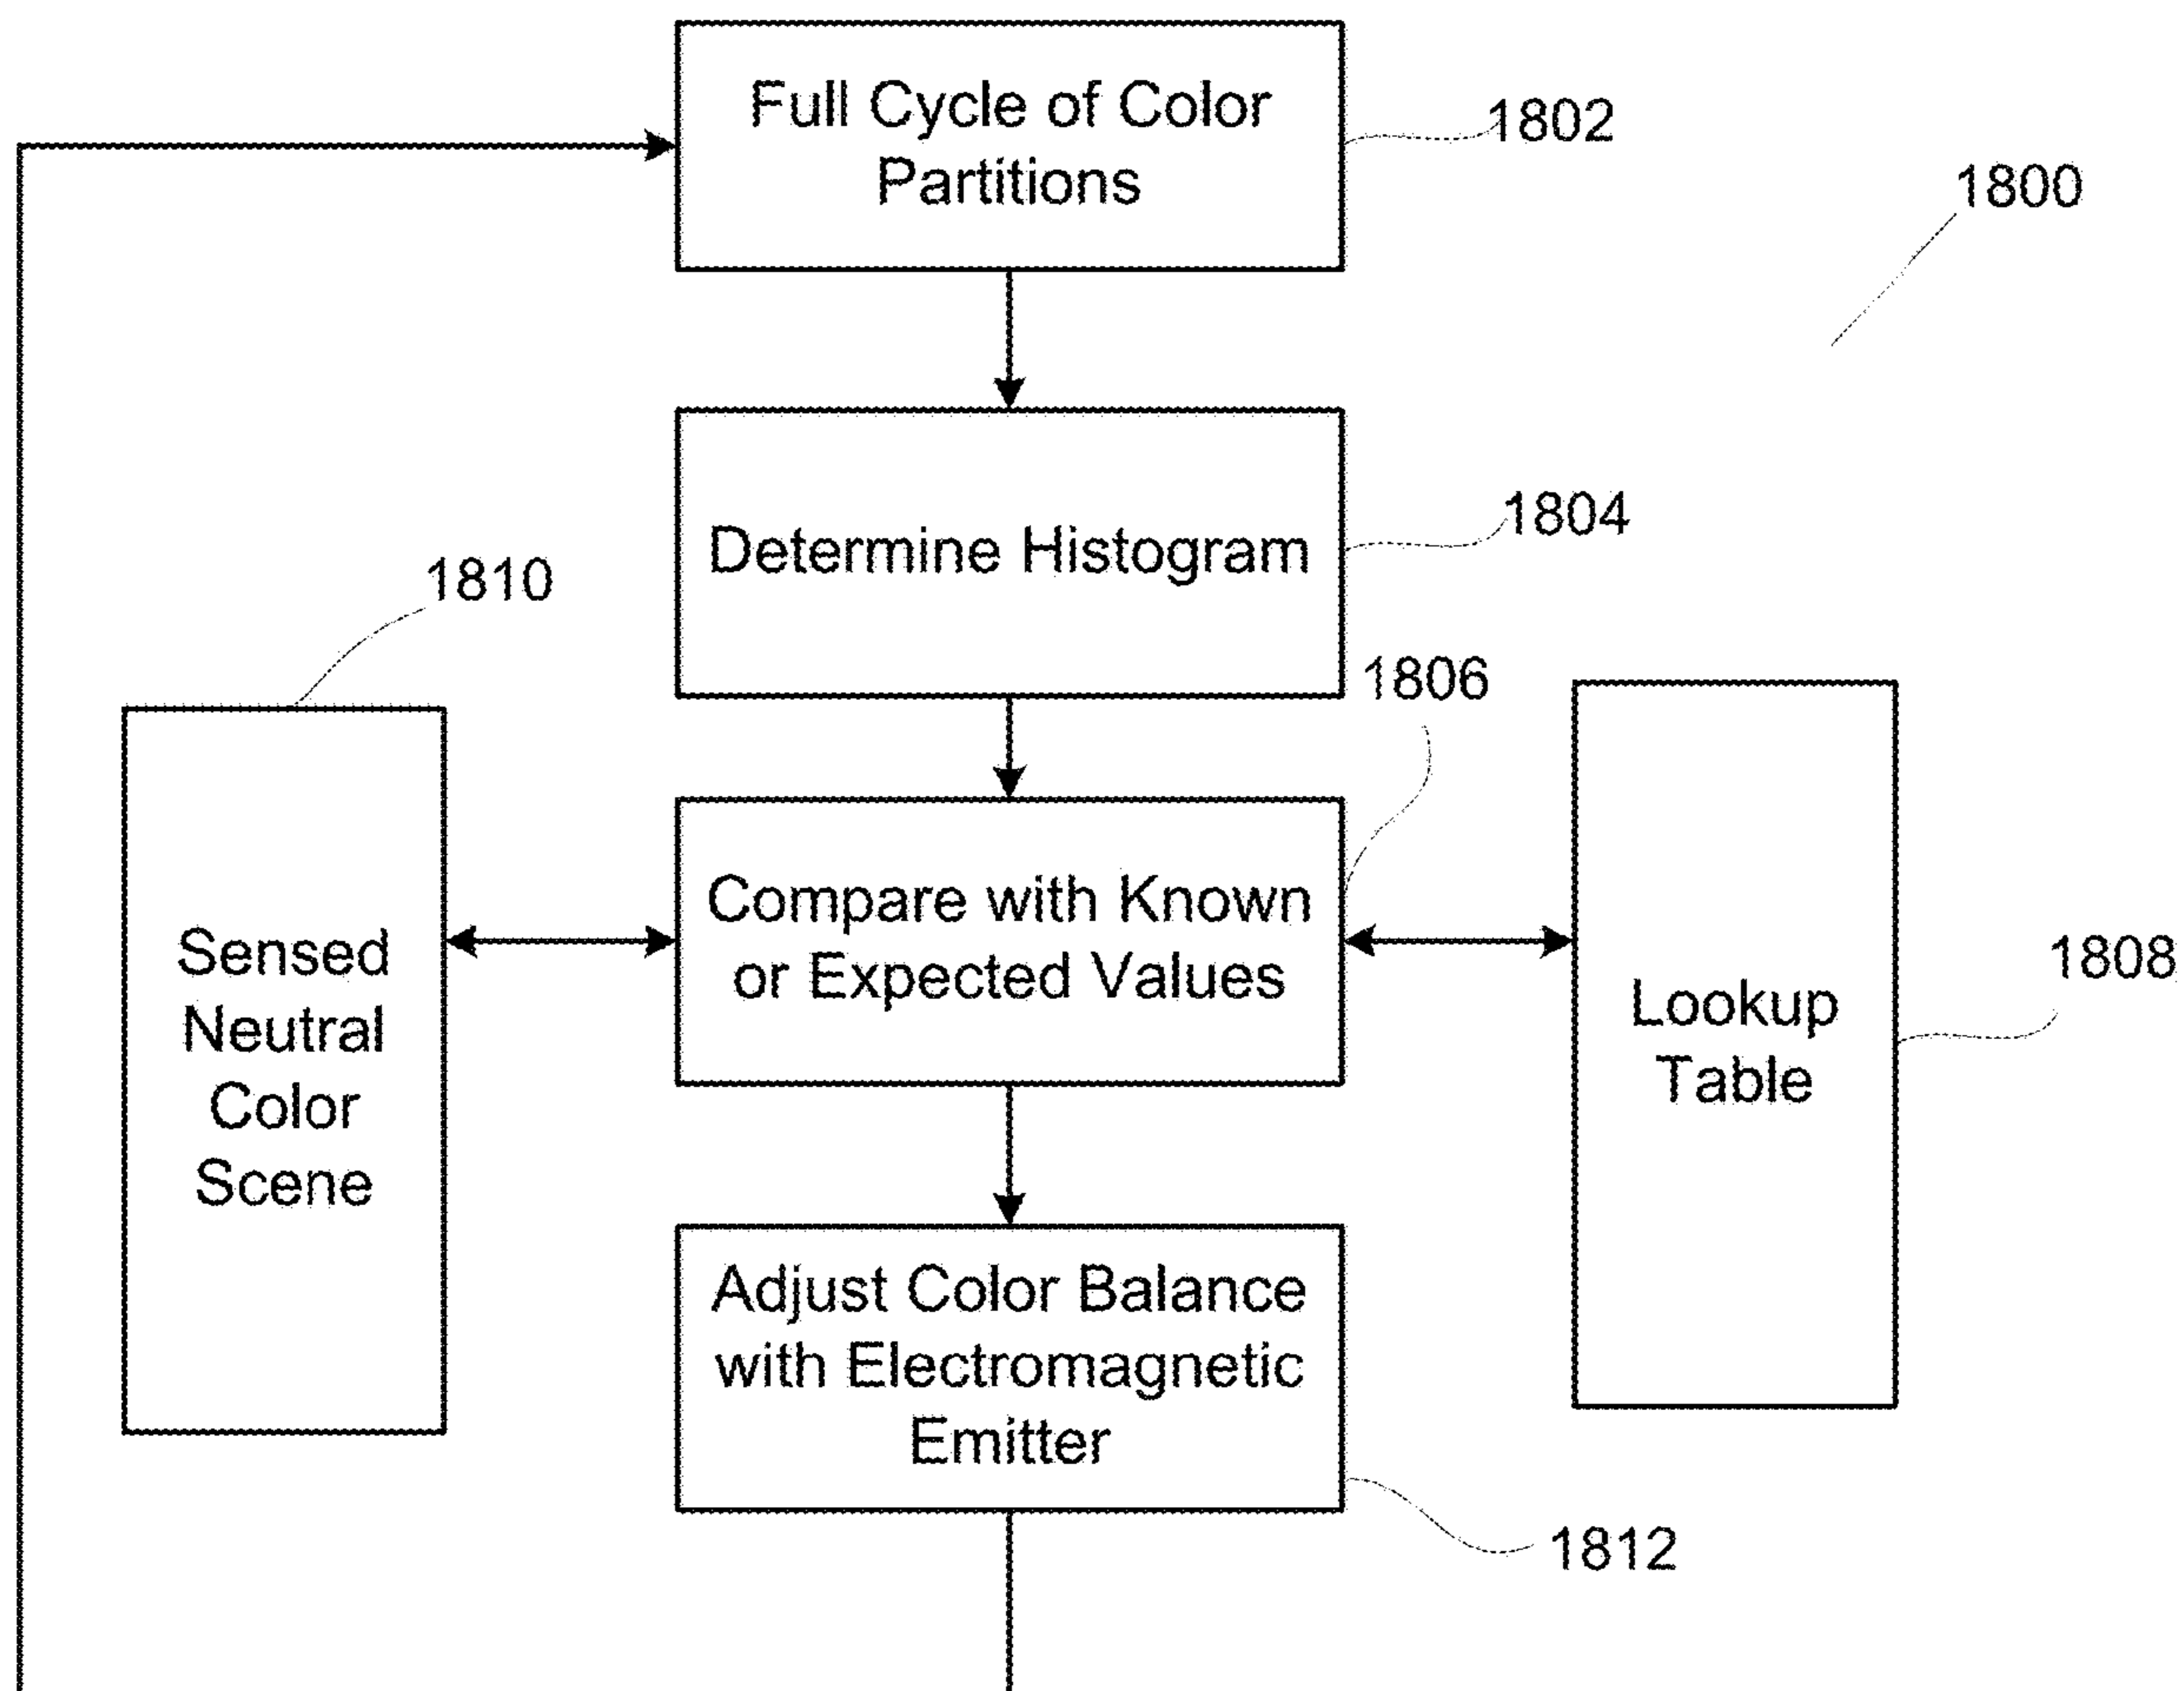 Full Cycle of Color
Partitions
1802
1800
Determine Histogram
1804
1810
1806
Sensed
Neutral
Color
Scene
Compare with Known
or Expected Values
Lookup
Table
1808
Adjust Color Balance
with Electromagnetic
Emitter
1812